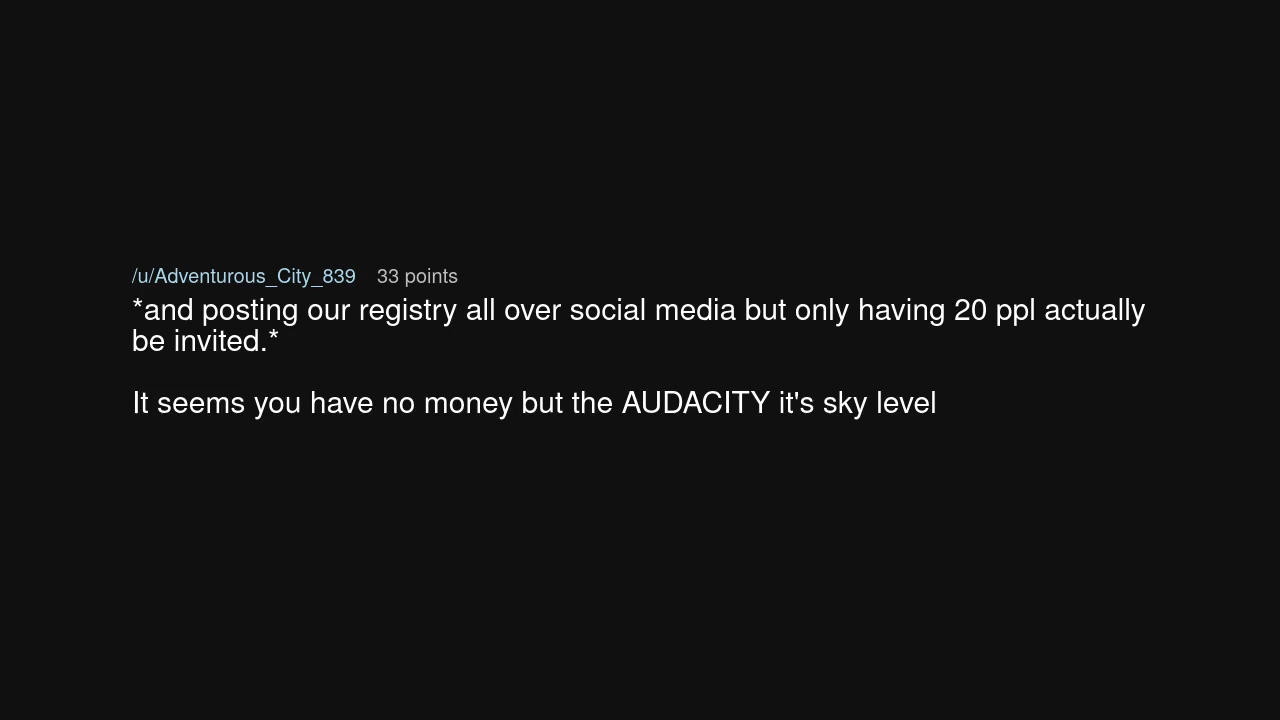 /u/Adventurous_City_839 33 points
*and posting our registry all over social media but only having 20 ppl actually
be invited.*
It seems you have no money but the AUDACITY it's sky level